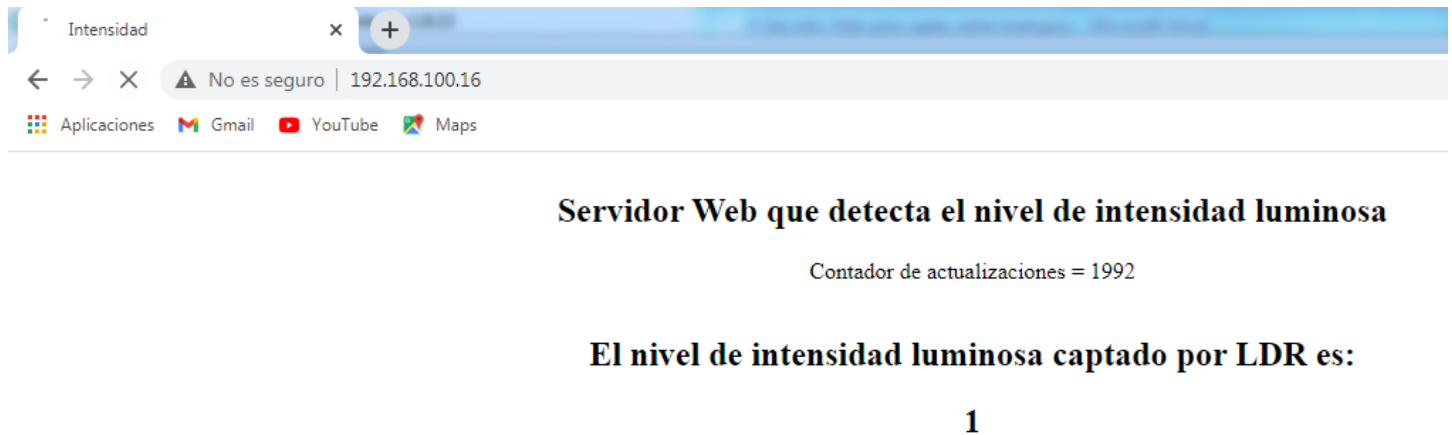 Intensidad
No es seguro | 192.168.100.16
Aplicaciones Gmail YouTube Maps
Servidor Web que detecta el nivel de intensidad luminosa
Contador de actualizaciones = 1992
El nivel de intensidad luminosa captado por LDR es:
1